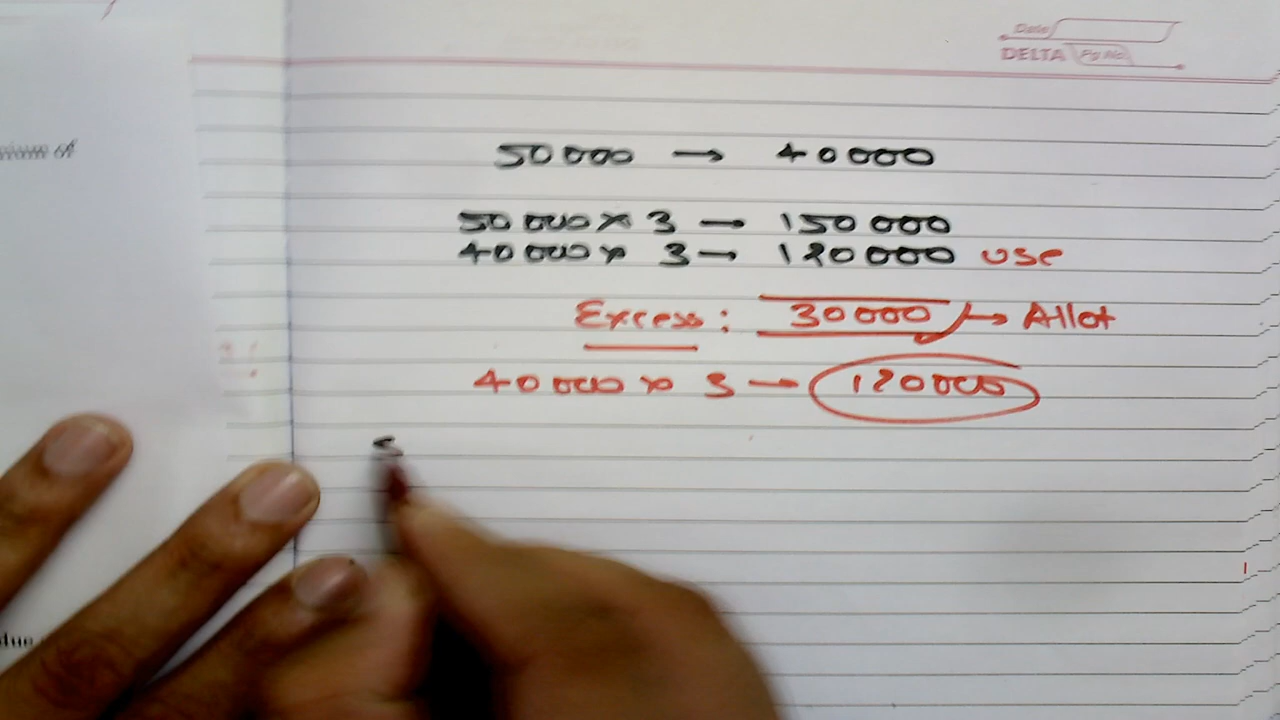 Date
DELTA Pg No
50000 → 40000
50000 x 3 → 150000
40000 x 3 → 120000 use
Excess: 30000 → Allot
40000 x 3 → 120000